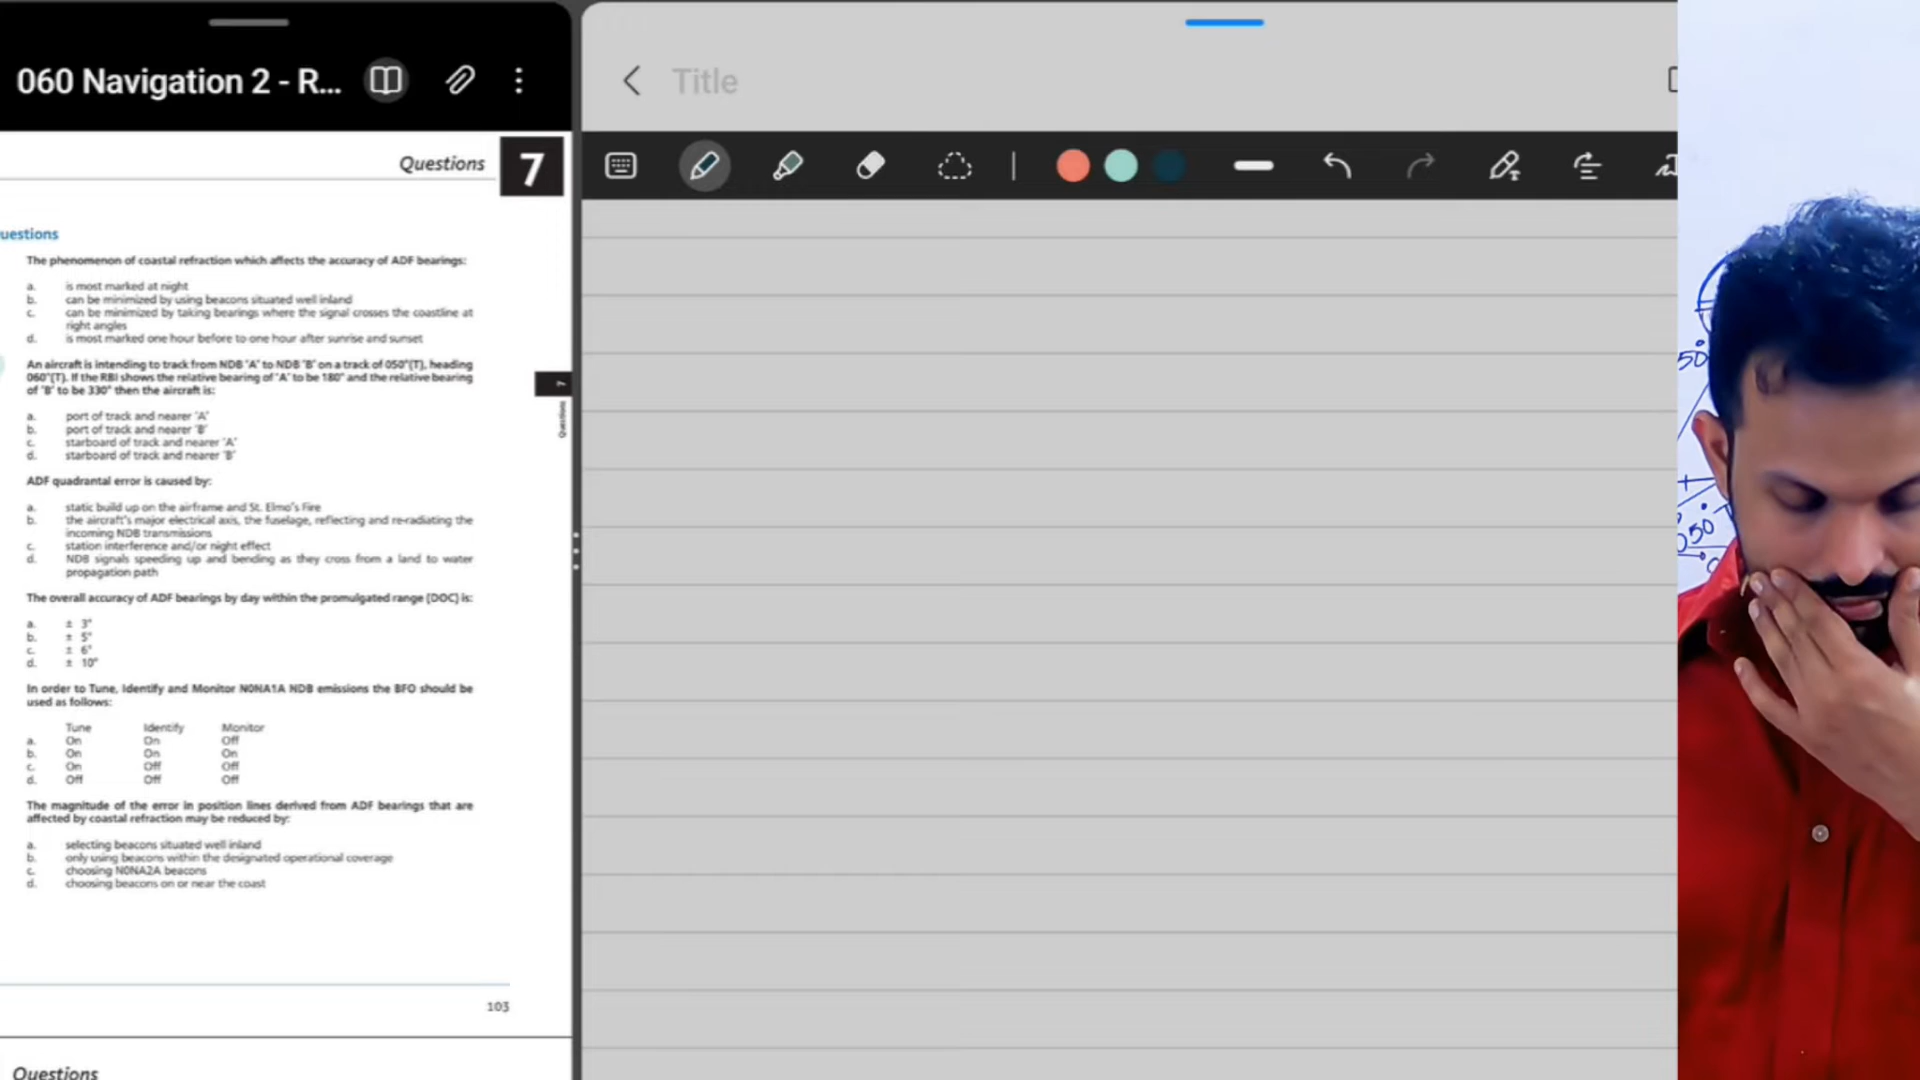 060 Navigation 2 - R...
Title
Questions 7
uestions
The phenomenon of coastal refraction which affects the accuracy of ADF bearings:
a. is most marked at night
b. can be minimized by using beacons situated well inland
c. can be minimized by taking bearings where the signal crosses the coastline at
right angles
d. is most marked one hour before to one hour after sunrise and sunset
An aircraft is intending to track from NDB 'A' to NDB 'B' on a track of 050°(T), heading
060°(T). If the RBI shows the relative bearing of 'A' to be 180° and the relative bearing
of 'B' to be 330° then the aircraft is:
a. port of track and nearer 'A'
b. port of track and nearer 'B'
c. starboard of track and nearer 'A'
d. starboard of track and nearer 'B'
7
Questions
ADF quadrantal error is caused by:
a. static build up on the airframe and St. Elmo's Fire
b. the aircraft's major electrical axis, the fuselage, reflecting and re-radiating the
incoming NDB transmissions
c. station interference and/or night effect
d. NDB signals speeding up and bending as they cross from a land to water
propagation path
The overall accuracy of ADF bearings by day within the promulgated range (DOC) is:
a. ± 3°
b. ± 5°
c. ± 6°
d. ± 10°
In order to Tune, Identify and Monitor N0NA1A NDB emissions the BFO should be
used as follows:
Tune Identify Monitor
a. On On Off
b. On On On
c. On Off Off
d. Off Off Off
The magnitude of the error in position lines derived from ADF bearings that are
affected by coastal refraction may be reduced by:
a. selecting beacons situated well inland
b. only using beacons within the designated operational coverage
c. choosing N0NA2A beacons
d. choosing beacons on or near the coast
103
Questions
50°
050°